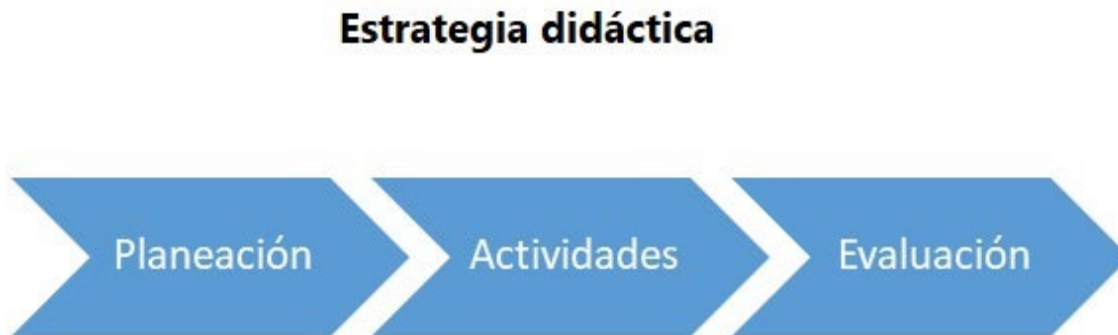 Estrategia didáctica
Planeación
Actividades
Evaluación